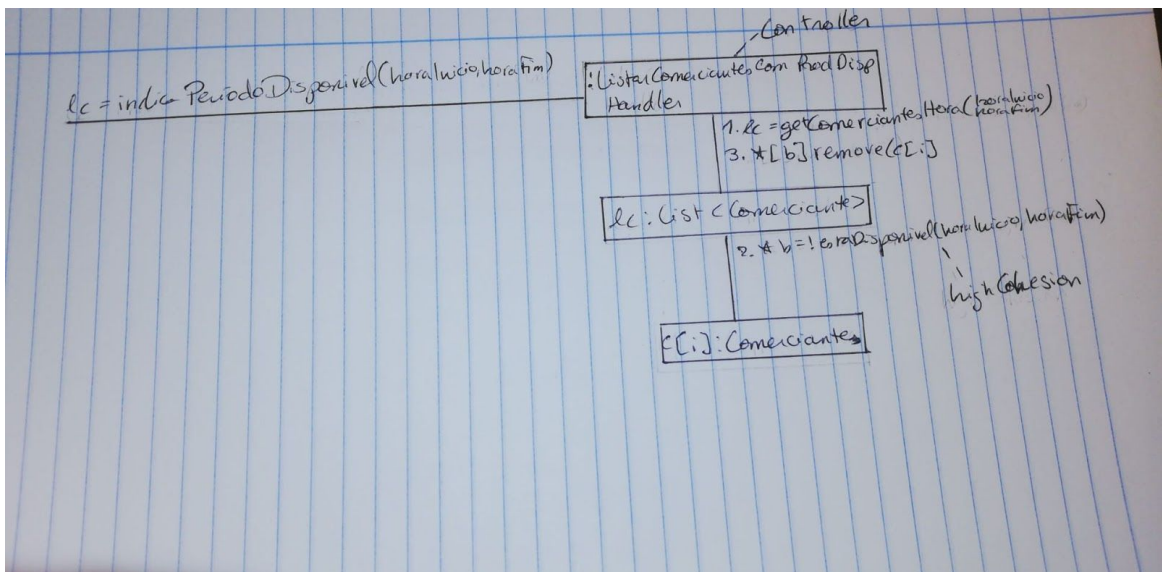 Controller
lc = indica PeriodoDisponivel(horaInicio, horaFim)
:ListarComerciantesComProdDisp
Handler
1. lc = getComerciantesHora(horaInicio
horaFim)
3. *[b] remove(c[i]
lc: List<Comerciante>
2. * b = ! estaDisponivel(horaInicio, horaFim)
high Cohesion
c[i]: Comerciantes